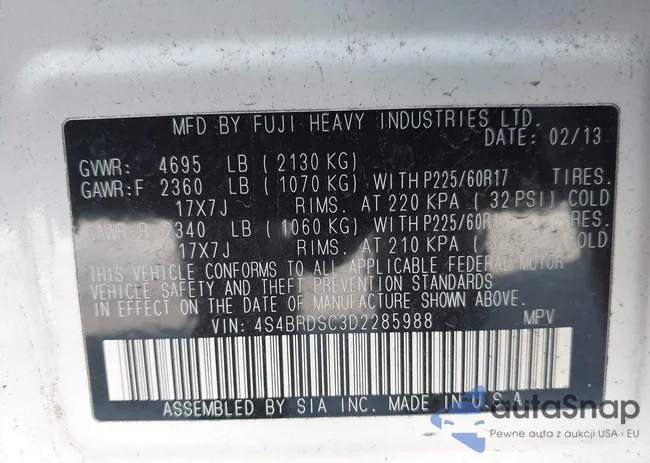 MFD BY FUJI HEAVY INDUSTRIES LTD.
DATE: 02/13
GVWR: 4695 LB ( 2130 KG)
GAWR:F 2360 LB ( 1070 KG) WITH P225/60R17 TIRES.
17X7J RIMS. AT 220 KPA ( 32 PSI) COLD
GAWR:R 2340 LB ( 1060 KG) WITH P225/60R
17X7J RIMS. AT 210 KPA ( COLD
THIS VEHICLE CONFORMS TO ALL APPLICABLE FEDERAL MOTOR
VEHICLE SAFETY AND THEFT PREVENTION STANDARDS
IN EFFECT ON THE DATE OF MANUFACTURE SHOWN ABOVE.
VIN: 4S4BRDSC3D2285988 MPV
ASSEMBLED BY SIA INC. MADE IN U.S.A
autoSnap
Pewne auta z aukcji USA i EU